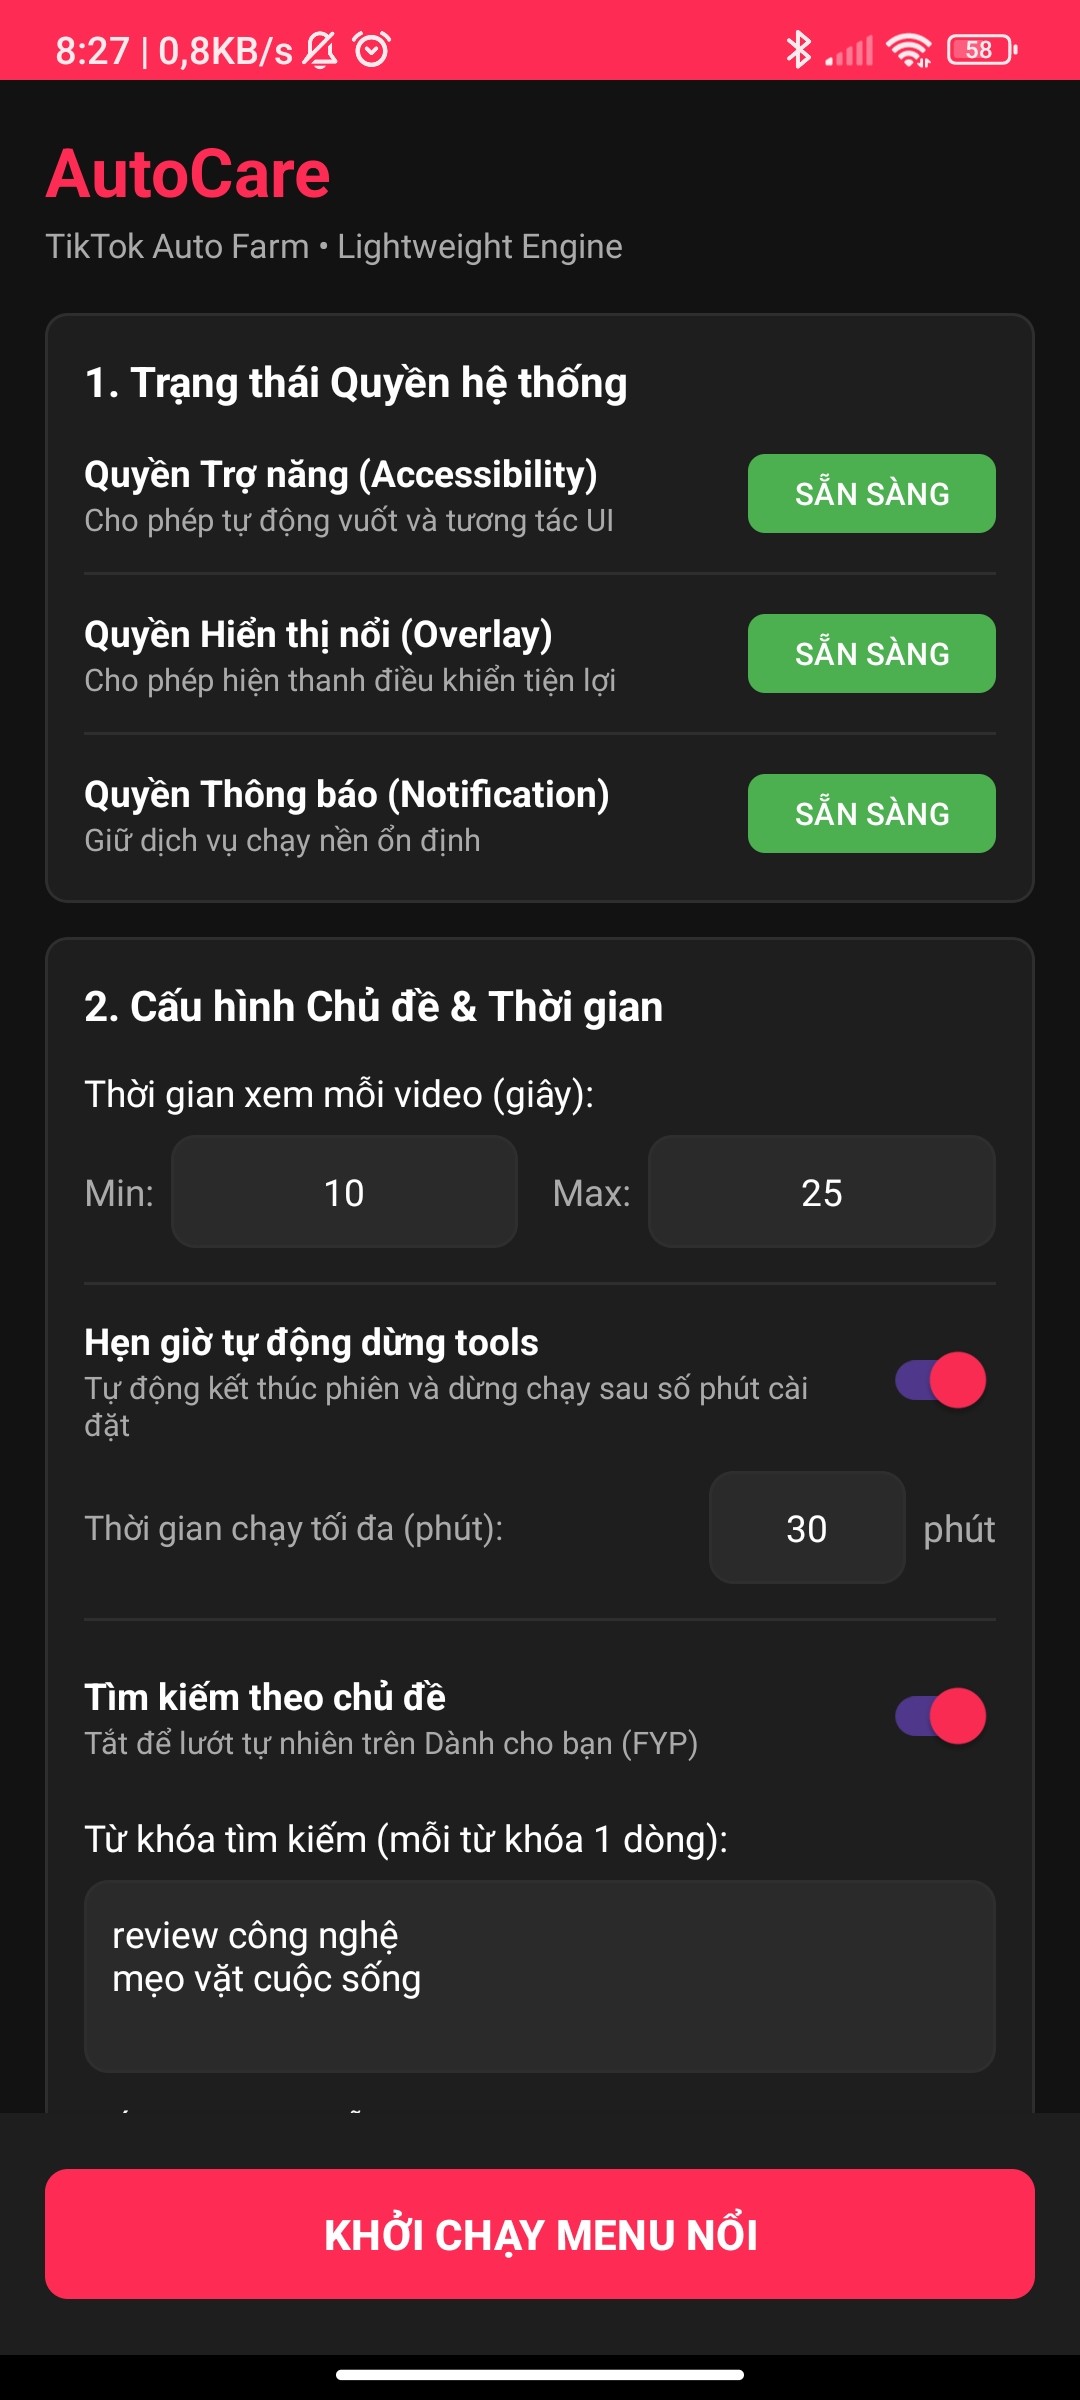 8:27 | 0,8KB/s
58
AutoCare
TikTok Auto Farm • Lightweight Engine
1. Trạng thái Quyền hệ thống
Quyền Trợ năng (Accessibility)
Cho phép tự động vuốt và tương tác UI
SẴN SÀNG
Quyền Hiển thị nổi (Overlay)
Cho phép hiện thanh điều khiển tiện lợi
SẴN SÀNG
Quyền Thông báo (Notification)
Giữ dịch vụ chạy nền ổn định
SẴN SÀNG
2. Cấu hình Chủ đề & Thời gian
Thời gian xem mỗi video (giây):
Min: 10 Max: 25
Hẹn giờ tự động dừng tools
Tự động kết thúc phiên và dừng chạy sau số phút cài
đặt
Thời gian chạy tối đa (phút): 30 phút
Tìm kiếm theo chủ đề
Tắt để lướt tự nhiên trên Dành cho bạn (FYP)
Từ khóa tìm kiếm (mỗi từ khóa 1 dòng):
review công nghệ
mẹo vặt cuộc sống
KHỞI CHẠY MENU NỔI